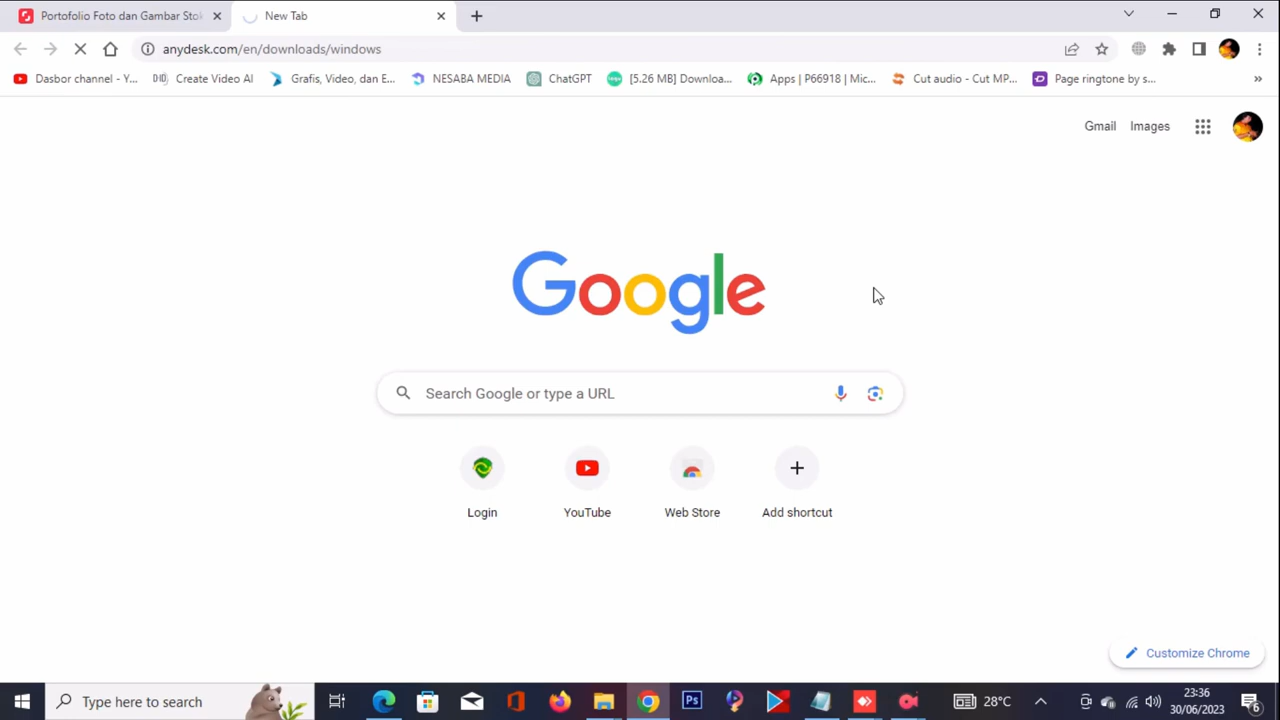 Portofolio Foto dan Gambar Stok
New Tab
anydesk.com/en/downloads/windows
Dasbor channel - Y...
Create Video AI
Grafis, Video, dan E...
NESABA MEDIA
ChatGPT
[5.26 MB] Downloa...
Apps | P66918 | Mic...
Cut audio - Cut MP...
Page ringtone by s...
»
Gmail
Images
Google
Search Google or type a URL
Login
YouTube
Web Store
Add shortcut
Customize Chrome
Type here to search
Ps
28°C
23:36
30/06/2023
6